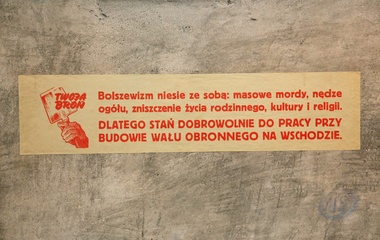 TWOJA
BROŃ
Bolszewizm niesie ze sobą: masowe mordy, nędzę
ogółu, zniszczenie życia rodzinnego, kultury i religii.
DLATEGO STAŃ DOBROWOLNIE DO PRACY PRZY
BUDOWIE WAŁU OBRONNEGO NA WSCHODZIE.